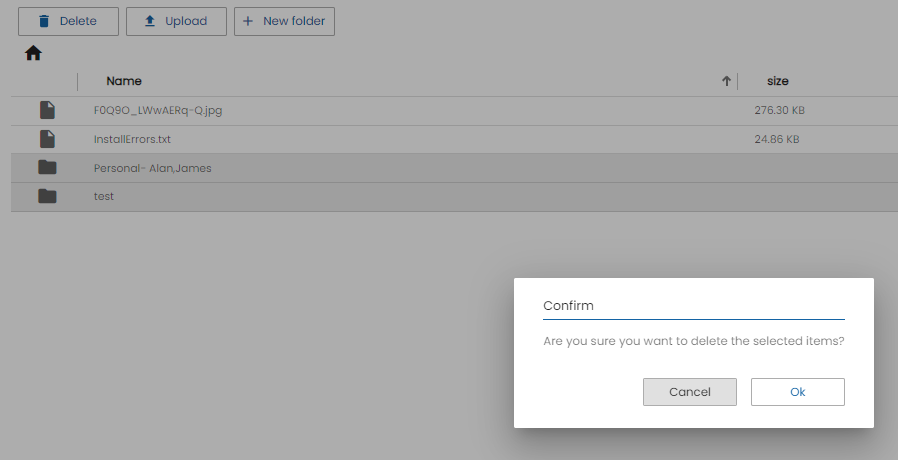 Delete Upload New folder
Name size
F0Q9O_LWwAERq-Q.jpg 276.30 KB
InstallErrors.txt 24.86 KB
Personal- Alan,James
test
Confirm
Are you sure you want to delete the selected items?
Cancel Ok